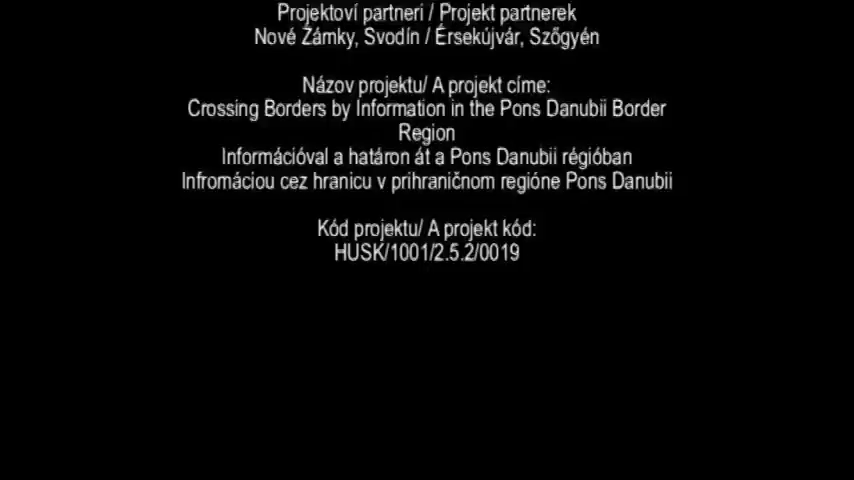 Projektoví partneri / Projekt partnerek
Nové Zámky, Svodín / Érsekújvár, Szőgyén
Názov projektu/ A projekt címe:
Crossing Borders by Information in the Pons Danubii Border
Region
Információval a határon át a Pons Danubii régióban
Infromáciou cez hranicu v prihraničnom regióne Pons Danubii
Kód projektu/ A projekt kód:
HUSK/1001/2.5.2/0019